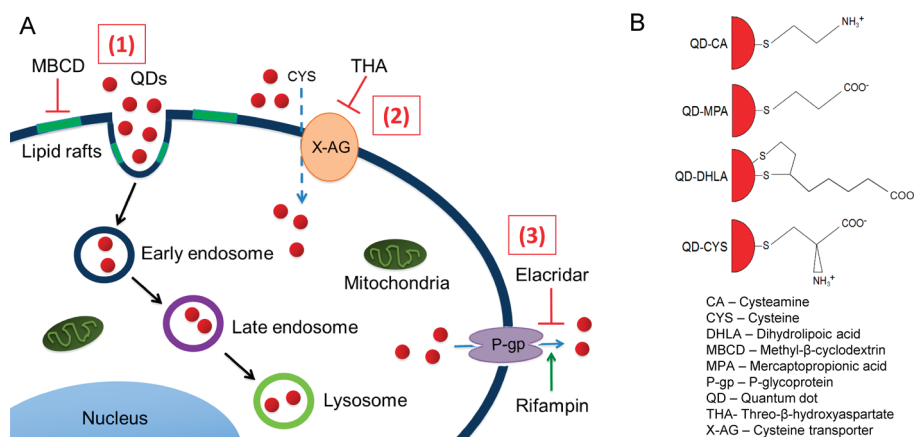 A
(1)
MBCD
QDs
CYS
THA
(2)
Lipid rafts
X-AG
Early endosome
Mitochondria
(3)
Elacridar
Late endosome
P-gp
Lysosome
Rifampin
Nucleus
B
QD-CA
S
NH₃⁺
QD-MPA
S
COO⁻
QD-DHLA
S
S
COO
QD-CYS
S
COO⁻
NH₃⁺
CA – Cysteamine
CYS – Cysteine
DHLA – Dihydrolipoic acid
MBCD – Methyl-β-cyclodextrin
MPA – Mercaptopropionic acid
P-gp – P-glycoprotein
QD – Quantum dot
THA- Threo-β-hydroxyaspartate
X-AG – Cysteine transporter